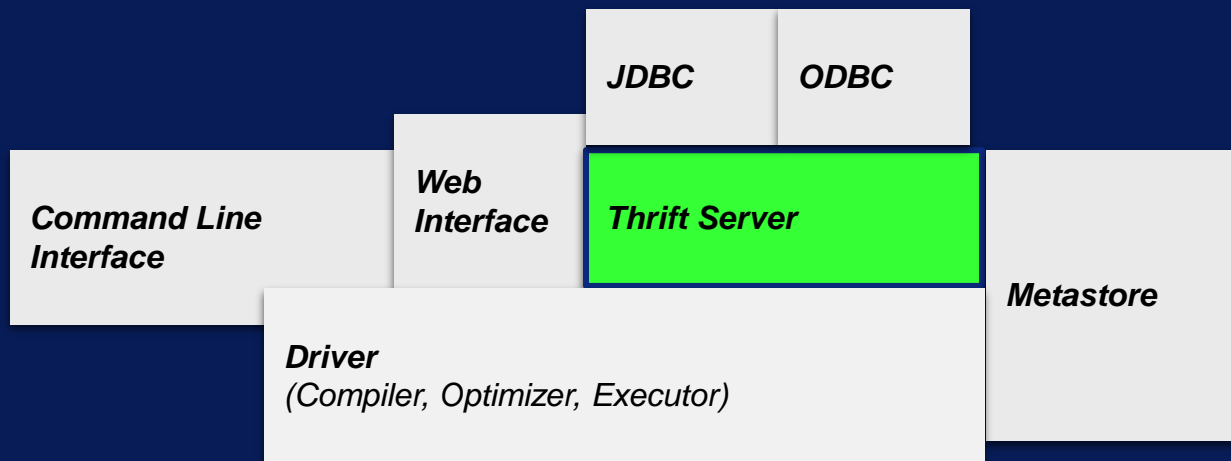 JDBC
ODBC
Command Line
Interface
Web
Interface
Thrift Server
Metastore
Driver
(Compiler, Optimizer, Executor)